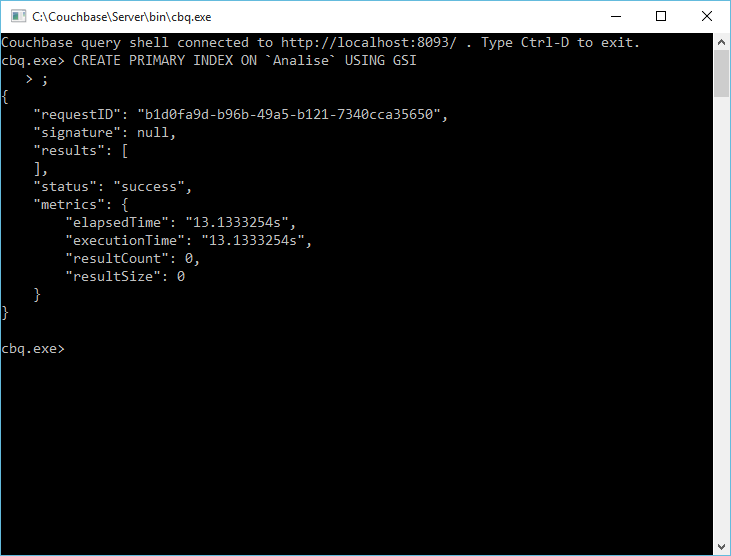 C:\Couchbase\Server\bin\cbq.exe
Couchbase query shell connected to http://localhost:8093/ . Type Ctrl-D to exit.
cbq.exe> CREATE PRIMARY INDEX ON `Analise` USING GSI
   > ;
{
    "requestID": "b1d0fa9d-b96b-49a5-b121-7340cca35650",
    "signature": null,
    "results": [
    ],
    "status": "success",
    "metrics": {
        "elapsedTime": "13.1333254s",
        "executionTime": "13.1333254s",
        "resultCount": 0,
        "resultSize": 0
    }
}
cbq.exe>